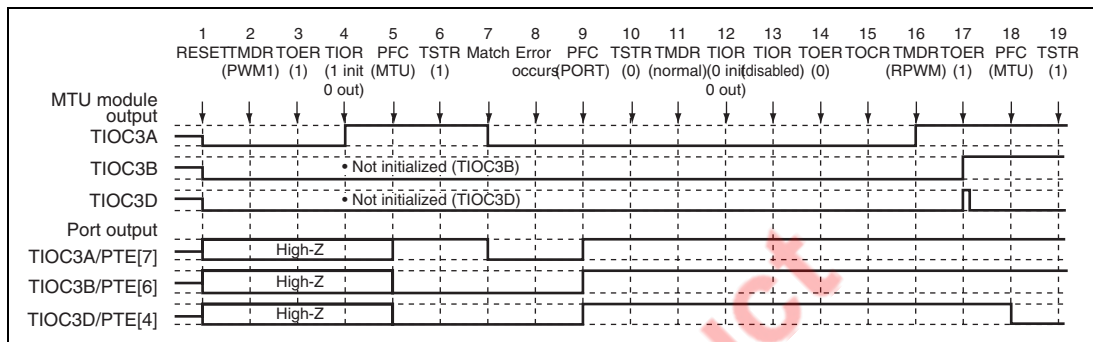 1 2 3 4 5 6 7 8 9 10 11 12 13 14 15 16 17 18 19
RESET TMDR TOER TIOR PFC TSTR Match Error PFC TSTR TMDR TIOR TIOR TOER TOCR TMDR TOER PFC TSTR
(PWM1) (1) (1 init (MTU) (1) occurs (PORT) (0) (normal) (0 init (disabled) (0) (RPWM) (1) (MTU) (1)
0 out) 0 out)
MTU module
output
TIOC3A
TIOC3B • Not initialized (TIOC3B)
TIOC3D • Not initialized (TIOC3D)
Port output
TIOC3A/PTE[7] High-Z
TIOC3B/PTE[6] High-Z
TIOC3D/PTE[4] High-Z